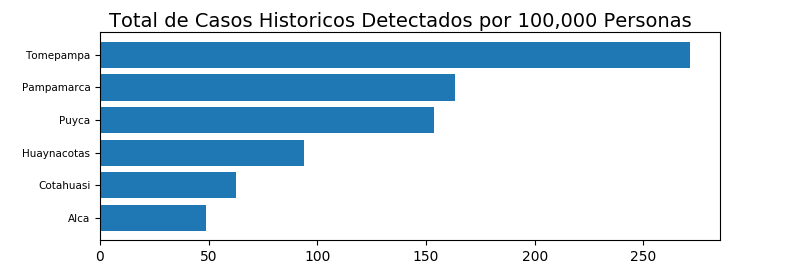 Total de Casos Historicos Detectados por 100,000 Personas
Tomepampa
Pampamarca
Puyca
Huaynacotas
Cotahuasi
Alca
0 50 100 150 200 250